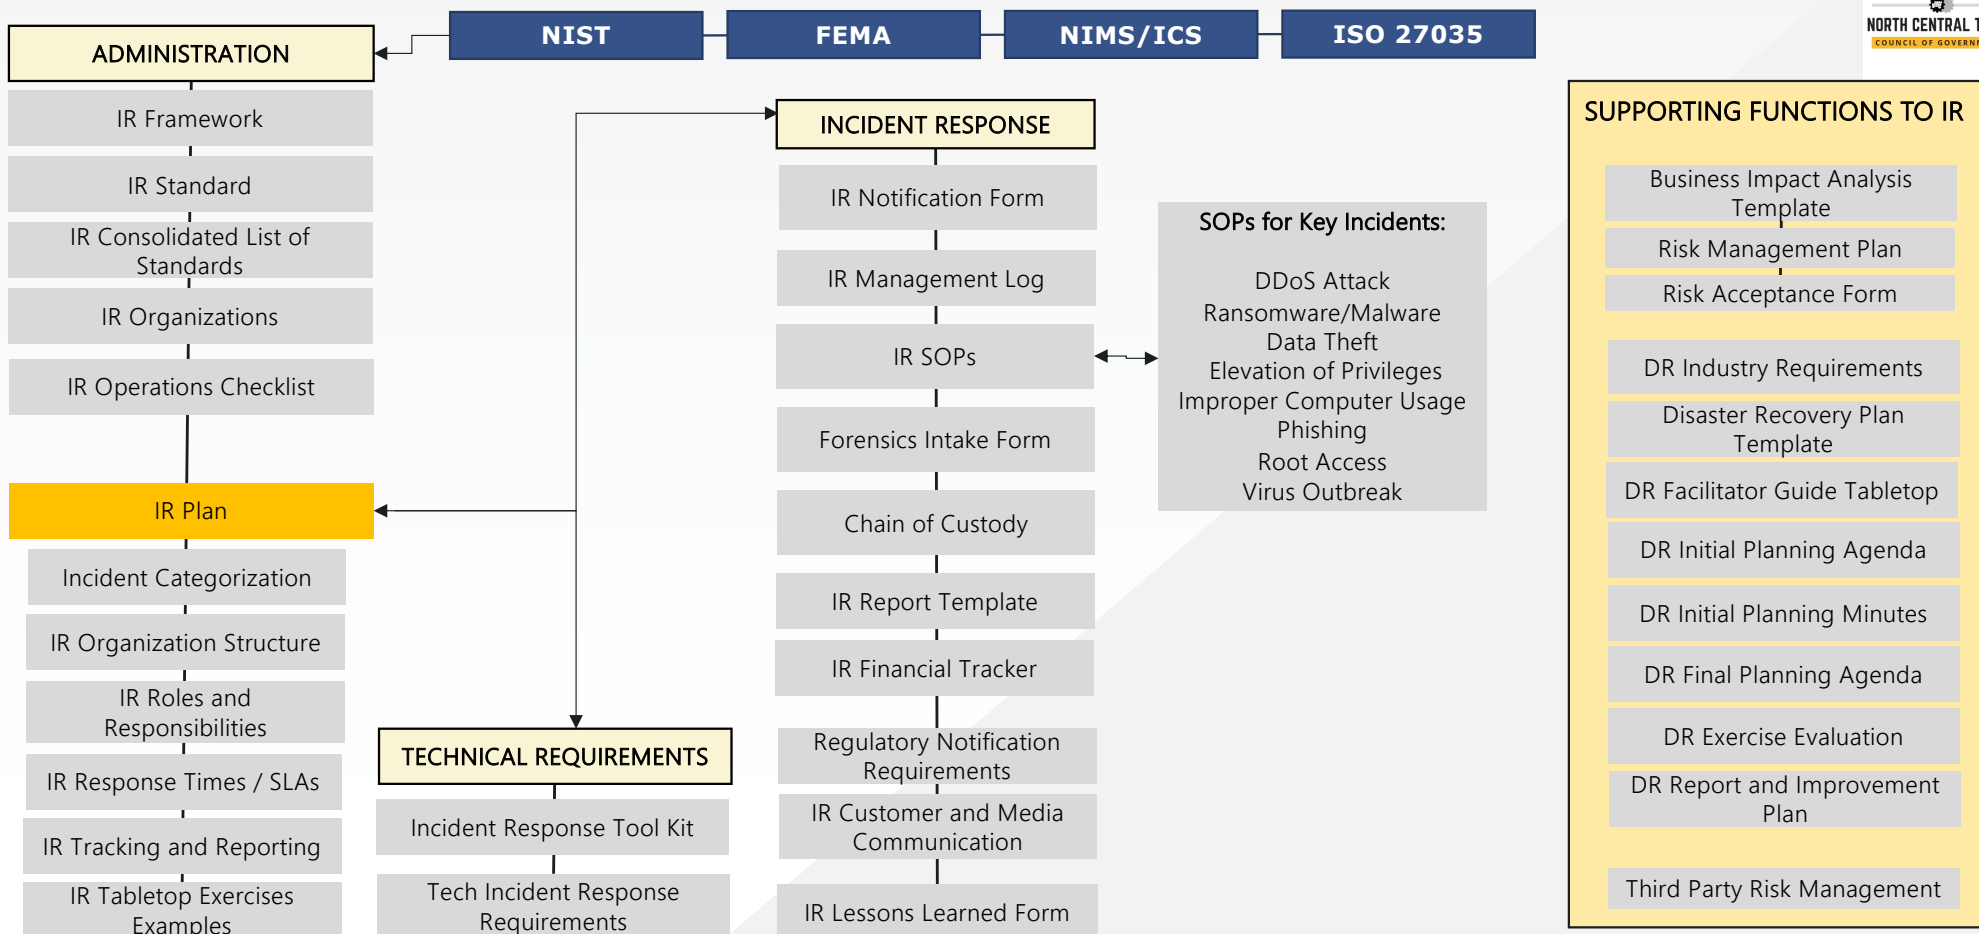 NIST
FEMA
NIMS/ICS
ISO 27035
NORTH CENTRAL
COUNCIL OF
ADMINISTRATION
IR Framework
IR Standard
IR Consolidated List of
Standards
IR Organizations
IR Operations Checklist
IR Plan
Incident Categorization
IR Organization Structure
IR Roles and
Responsibilities
IR Response Times / SLAs
IR Tracking and Reporting
IR Tabletop Exercises
Examples
TECHNICAL REQUIREMENTS
Incident Response Tool Kit
Tech Incident Response
Requirements
INCIDENT RESPONSE
IR Notification Form
IR Management Log
IR SOPs
Forensics Intake Form
Chain of Custody
IR Report Template
IR Financial Tracker
Regulatory Notification
Requirements
IR Customer and Media
Communication
IR Lessons Learned Form
SOPs for Key Incidents:
DDoS Attack
Ransomware/Malware
Data Theft
Elevation of Privileges
Improper Computer Usage
Phishing
Root Access
Virus Outbreak
SUPPORTING FUNCTIONS TO IR
Business Impact Analysis
Template
Risk Management Plan
Risk Acceptance Form
DR Industry Requirements
Disaster Recovery Plan
Template
DR Facilitator Guide Tabletop
DR Initial Planning Agenda
DR Initial Planning Minutes
DR Final Planning Agenda
DR Exercise Evaluation
DR Report and Improvement
Plan
Third Party Risk Management